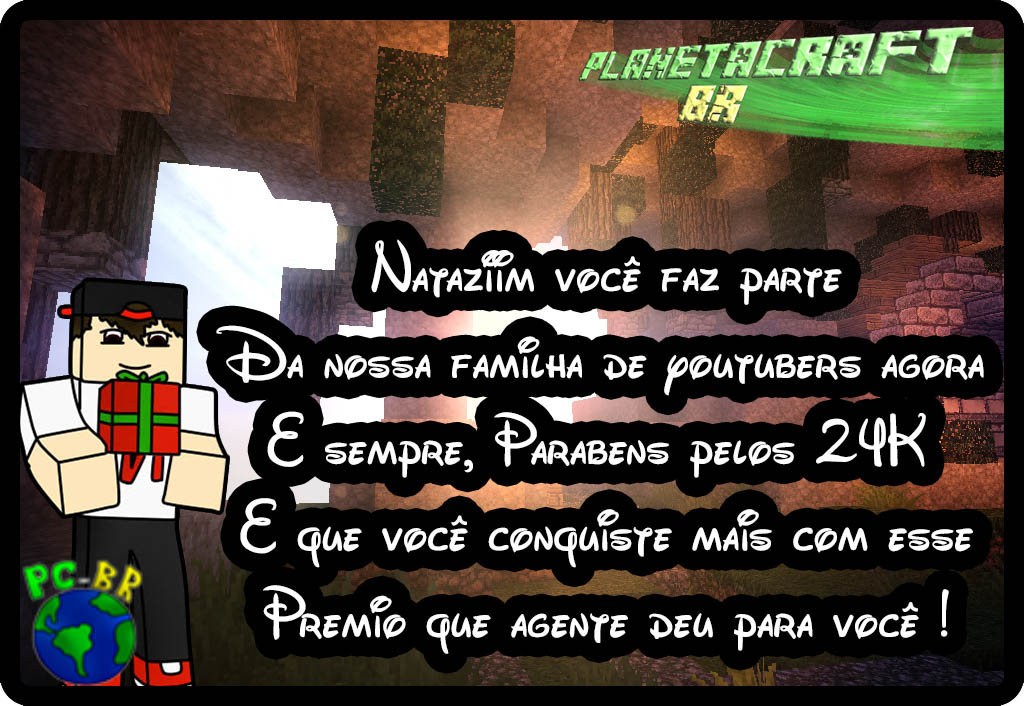 PLANETACRAFT
BR
Nataziim você faz parte
Da nossa familha de youtubers agora
E sempre, Parabens pelos 24K
E que você conquiste mais com esse
Premio que agente deu para você !
PC-BR